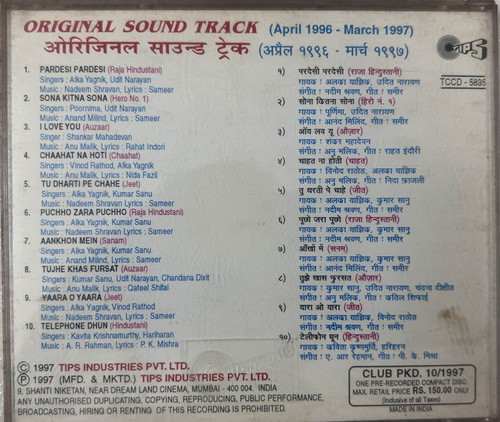 ORIGINAL SOUND TRACK (April 1996 - March 1997)
ओरिजिनल साउन्ड ट्रेक (अप्रैल १९९६ - मार्च १९९७)
TIPS
TCCD - 5895
1. PARDESI PARDESI (Raja Hindustani)
Singers : Alka Yagnik, Udit Narayan
Music : Nadeem Shravan, Lyrics : Sameer
2. SONA KITNA SONA (Hero No. 1)
Singers : Poornima, Udit Narayan
Music : Anand Milind, Lyrics : Sameer
3. I LOVE YOU (Auzaar)
Singer : Shankar Mahadevan
Music : Anu Malik, Lyrics : Rahat Indori
4. CHAAHAT NA HOTI (Chaahat)
Singers : Vinod Rathod, Alka Yagnik
Music : Anu Malik, Lyrics : Nida Fazli
5. TU DHARTI PE CHAHE (Jeet)
Singers : Alka Yagnik, Kumar Sanu
Music : Nadeem Shravan, Lyrics : Sameer
6. PUCHHO ZARA PUCHHO (Raja Hindustani)
Singers : Alka Yagnik, Kumar Sanu
Music : Nadeem Shravan, Lyrics : Sameer
7. AANKHON MEIN (Sanam)
Singers : Alka Yagnik, Kumar Sanu
Music : Anand Milind, Lyrics : Sameer
8. TUJHE KHAS FURSAT (Auzaar)
Singers : Kumar Sanu, Udit Narayan, Chandana Dixit
Music : Anu Malik, Lyrics : Qateel Shifai
9. YAARA O YAARA (Jeet)
Singers : Alka Yagnik, Vinod Rathod
Music : Nadeem Shravan, Lyrics : Sameer
10. TELEPHONE DHUN (Hindustani)
Singers : Kavita Krishnamurthy, Hariharan
Music : A. R. Rahman, Lyrics : P. K. Mishra
१) परदेसी परदेसी (राजा हिन्दुस्तानी)
गायक : अलका याज्ञिक, उदित नारायण
संगीत : नदीम श्रवण, गीत : समीर
२) सोना कितना सोना (हिरो नं. १)
गायक : पूर्णिमा, उदित नारायण
संगीत : आनंद मिलिंद, गीत : समीर
३) ऑय लव यू (औज़ार)
गायक : शंकर महादेवन
संगीत : अनु मलिक, गीत : राहत इंदौरी
४) चाहत ना होती (चाहत)
गायक : विनोद राठोड, अलका याज्ञिक
संगीत : अनु मलिक, गीत : निदा फ़ाजली
५) तु धरती पे चाहे (जीत)
गायक : अलका याज्ञिक, कुमार सानु
संगीत : नदीम श्रवण, गीत : समीर
६) पूछो जरा पूछो (राजा हिन्दुस्तानी)
गायक : अलका याज्ञिक, कुमार सानु
संगीत : नदीम श्रवण, गीत : समीर
७) आँखों में (सनम)
गायक : अलका याज्ञिक, कुमार सानु
संगीत : आनंद मिलिंद, गीत : समीर
८) तुझे खास फुरसत (औज़ार)
गायक : कुमार सानु, उदित नारायण, चंदना दीक्षीत
संगीत : अनु मलिक, गीत : कतिल शिफाई
९) यारा ओ यारा (जीत)
गायक : अलका याज्ञिक, विनोद राठोड
संगीत : नदीम श्रवण, गीत : समीर
१०) टेलीफोन धून (हिन्दुस्तानी)
गायक : कविता कृष्णमुर्ति, हरिहरन
संगीत : ए. आर रेहमान, गीत : पी. के. मिश्रा
© 1997 TIPS INDUSTRIES PVT. LTD.
℗ 1997 (MFD. & MKTD.) TIPS INDUSTRIES PVT. LTD.
9, SHANTI NIKETAN, NEAR DREAM LAND CINEMA, MUMBAI - 400 004. INDIA
ANY UNAUTHORISED DUPLICATING, COPYING, REPRODUCING, PUBLIC PERFORMANCE,
BROADCASTING, HIRING OR RENTING OF THIS RECORDING IS PROHIBITED.
CLUB PKD. 10/1997
ONE PRE-RECORDED COMPACT DISC
MAX. RETAIL PRICE RS. 150.00 ONLY
(Inclusive of all Taxes)
MADE IN INDIA